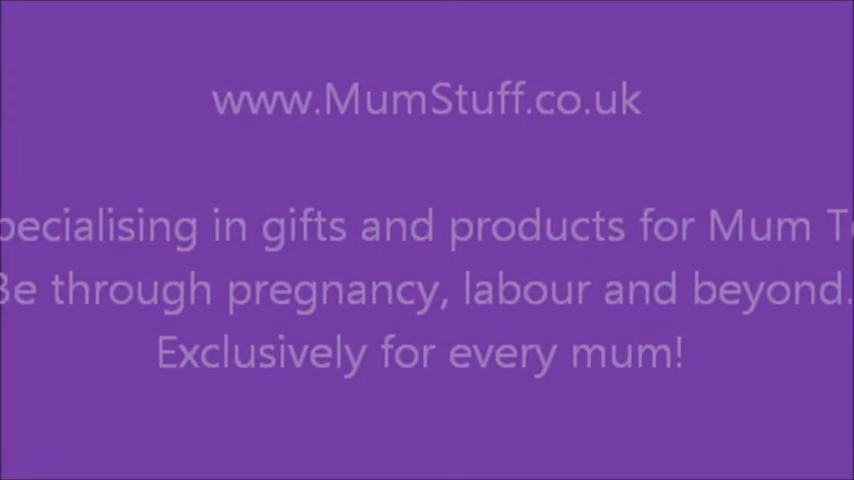 www.MumStuff.co.uk
pecialising in gifts and products for Mum T
Be through pregnancy, labour and beyond.
Exclusively for every mum!